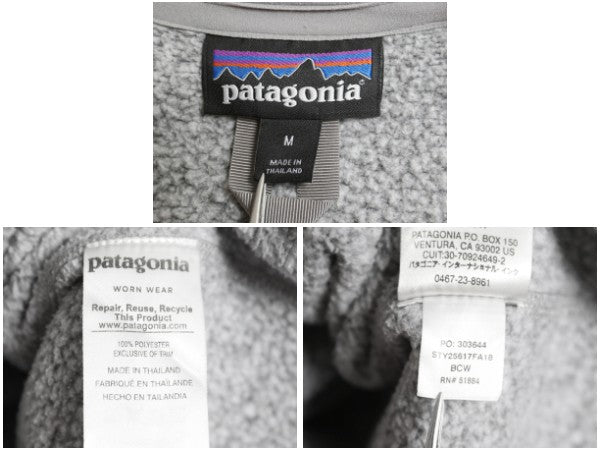 patagonia®
M
MADE IN
THAILAND
patagonia
WORN WEAR
Repair, Reuse, Recycle
This Product
www.patagonia.com
100% POLYESTER
EXCLUSIVE OF TRIM
MADE IN THAILAND
FABRIQUÉ EN THAÏLANDE
HECHO EN TAILANDIA
PATAGONIA P.O. BOX 150
VENTURA, CA 93002 US
CUIT:30-70924649-2
パタゴニア・インターナショナル・インク
0467-23-8961
PO: 303644
STY25617FA18
BCW
RN# 51884